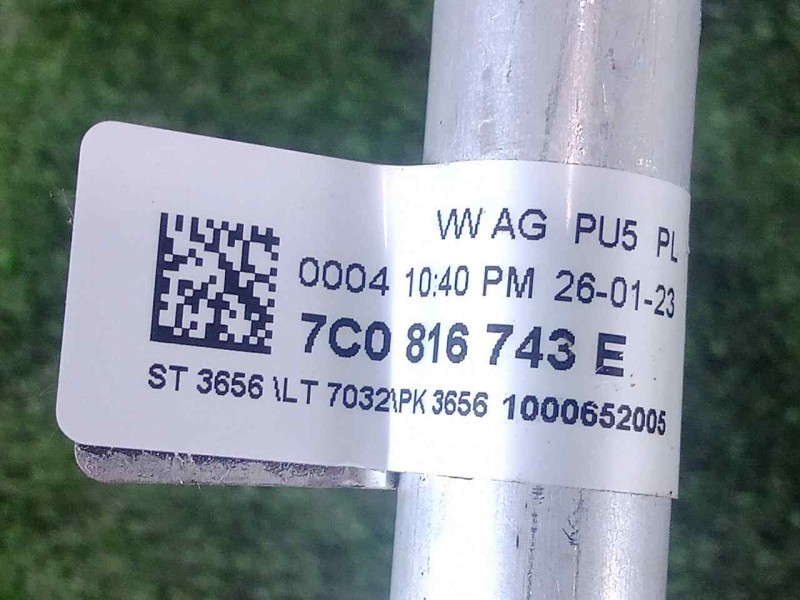 VW AG PU5 PL
0004 10:40 PM 26-01-23
7C0 816 743 E
ST 3656 \LT 7032\PK 3656 1000652005